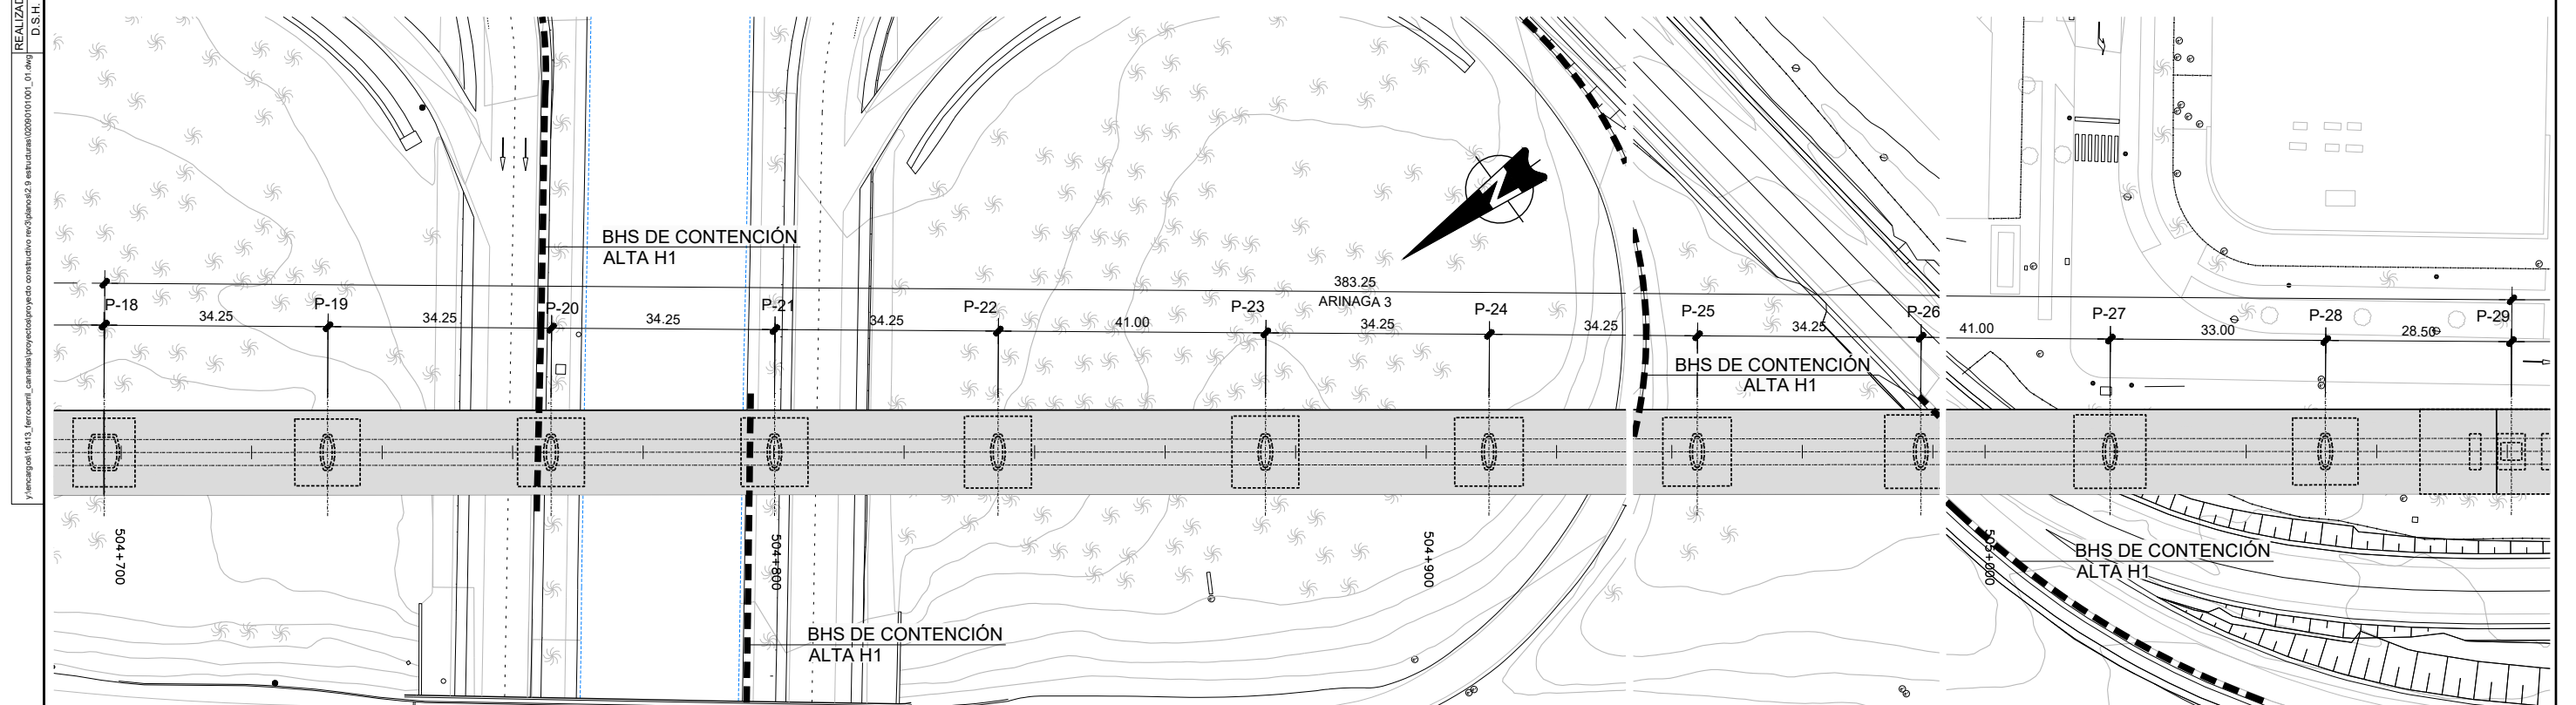 REALIZAD
D.S.H.
y:\encargos\16413_ferrocarril_canarias\proyectos\proyecto constructivo rev3\planos\2.9 estructuras\02090101001_01.dwg
BHS DE CONTENCIÓN
ALTA H1
383.25
ARINAGA 3
P-18
P-19
P-20
P-21
P-22
P-23
P-24
P-25
P-26
P-27
P-28
P-29
34.25
34.25
34.25
34.25
41.00
34.25
34.25
34.25
41.00
33.00
28.50
BHS DE CONTENCIÓN
ALTA H1
504+700
504+800
504+900
505+000
BHS DE CONTENCIÓN
ALTA H1
BHS DE CONTENCIÓN
ALTA H1